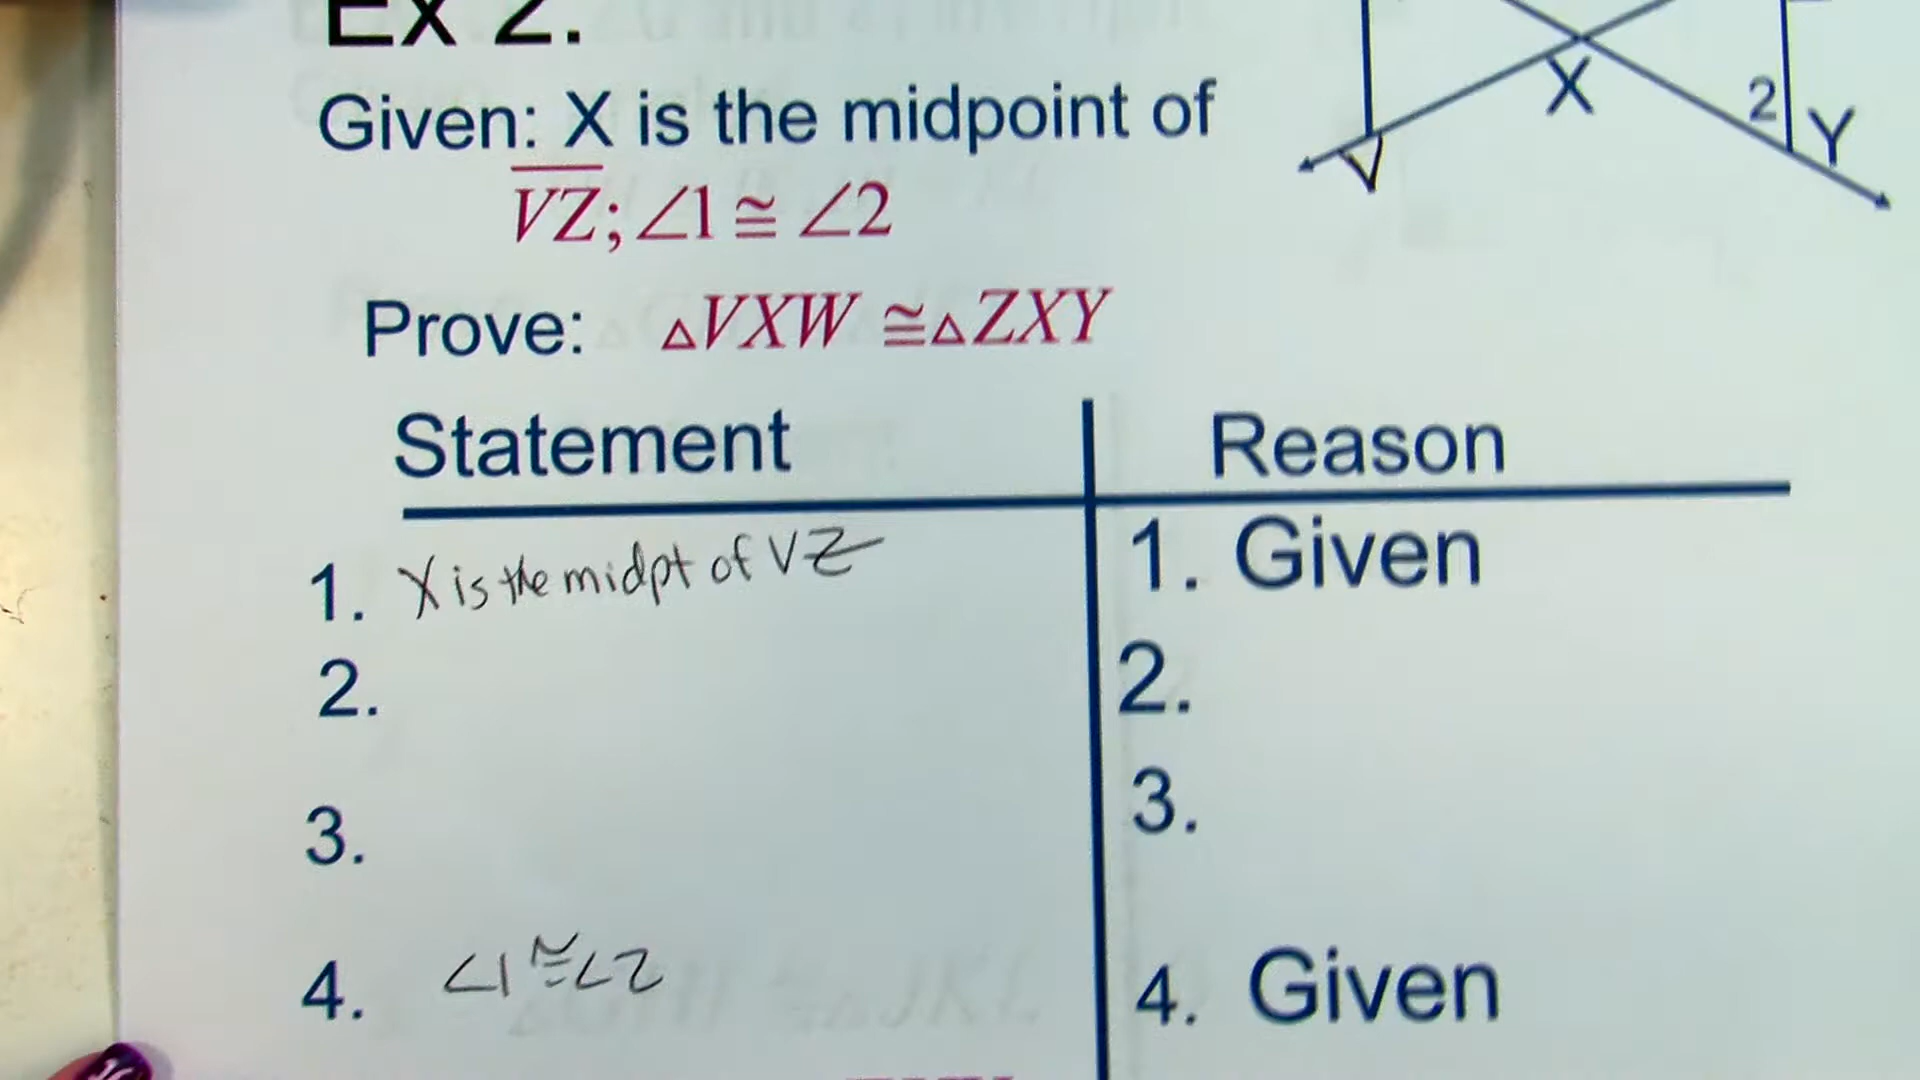 Ex 2.
Given: X is the midpoint of
VZ; ∠1 ≅ ∠2
Prove: △VXW ≅ △ZXY
X
2
Y
V
Statement
Reason
1. X is the midpt of VZ
1. Given
2.
2.
3.
3.
4. ∠1 ≅ ∠2
4. Given